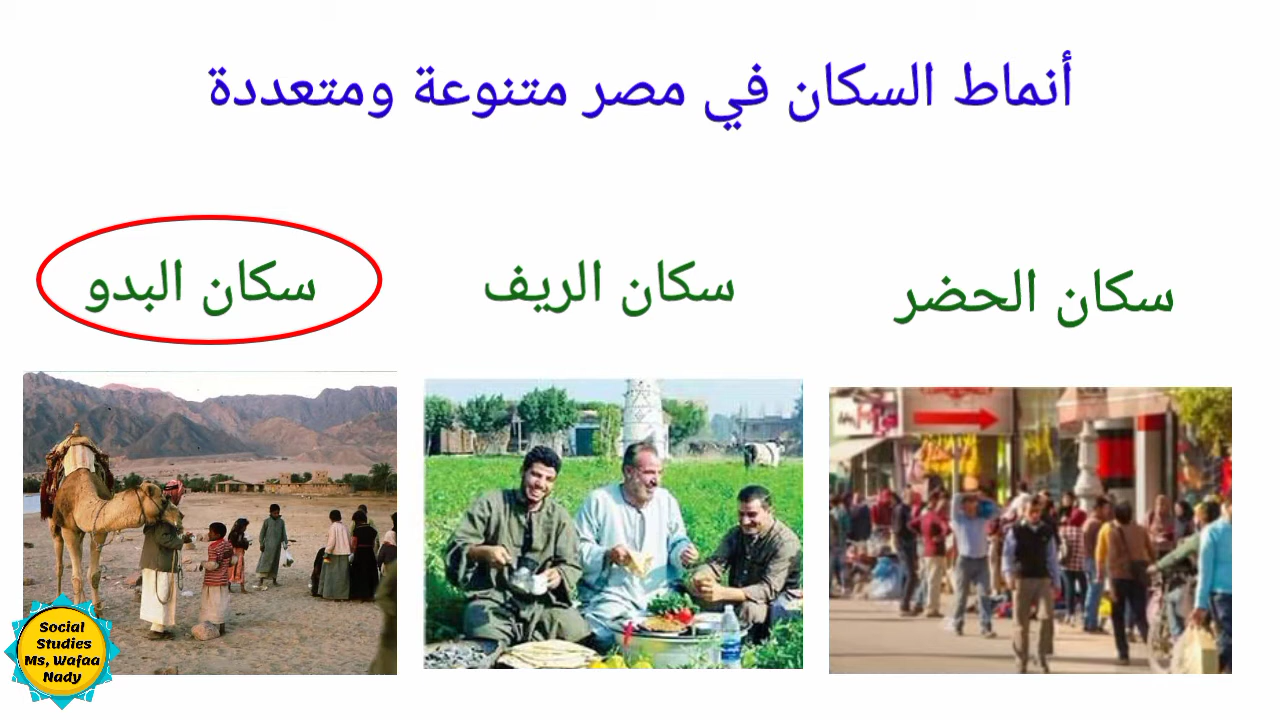 أنماط السكان في مصر متنوعة ومتعددة
سكان الحضر
سكان الريف
سكان البدو
Social
Studies
Ms, Wafaa
Nady